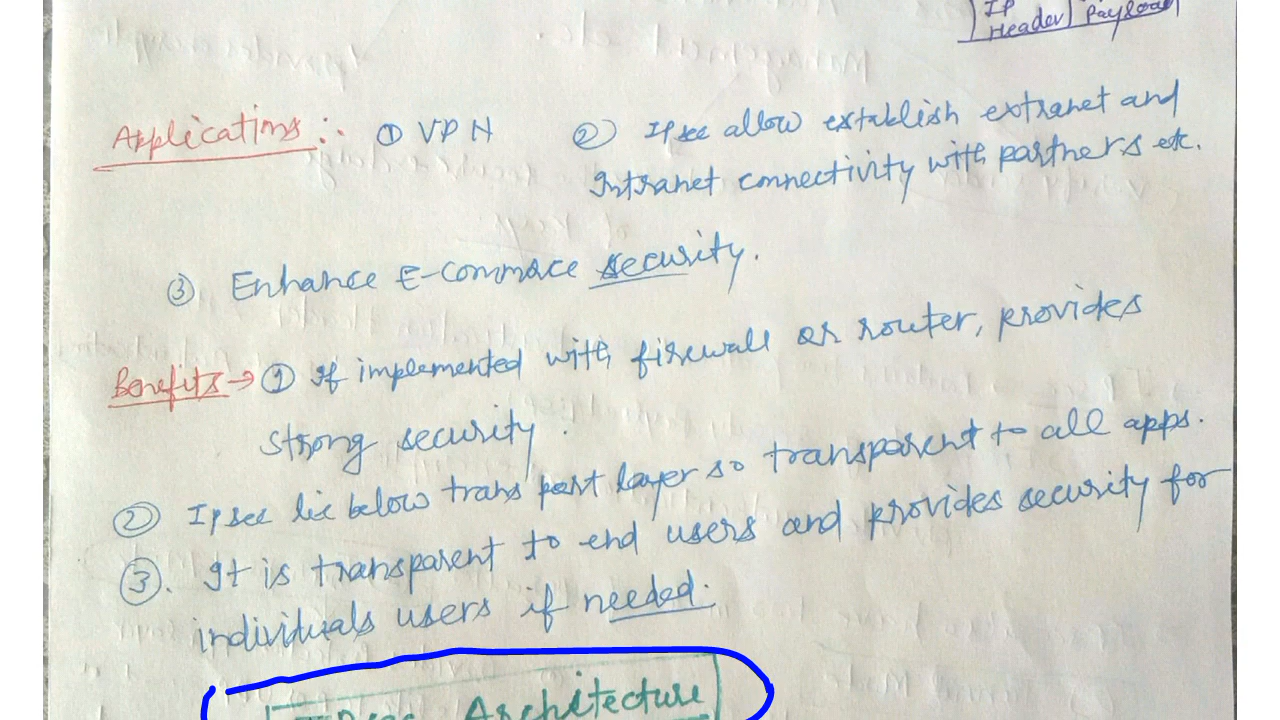 IP
Header Payload
Applications :- ① VPN ② IPsec allow establish extranet and
Intranet connectivity with partners etc.
③ Enhance E-commrace security.
Benefits → ① If implemented with firewall or router, provides
strong security.
② IPsec lie below transport layer so transparent to all apps.
③. It is transparent to end users and provides security for
individuals users if needed.
IPsec Architecture